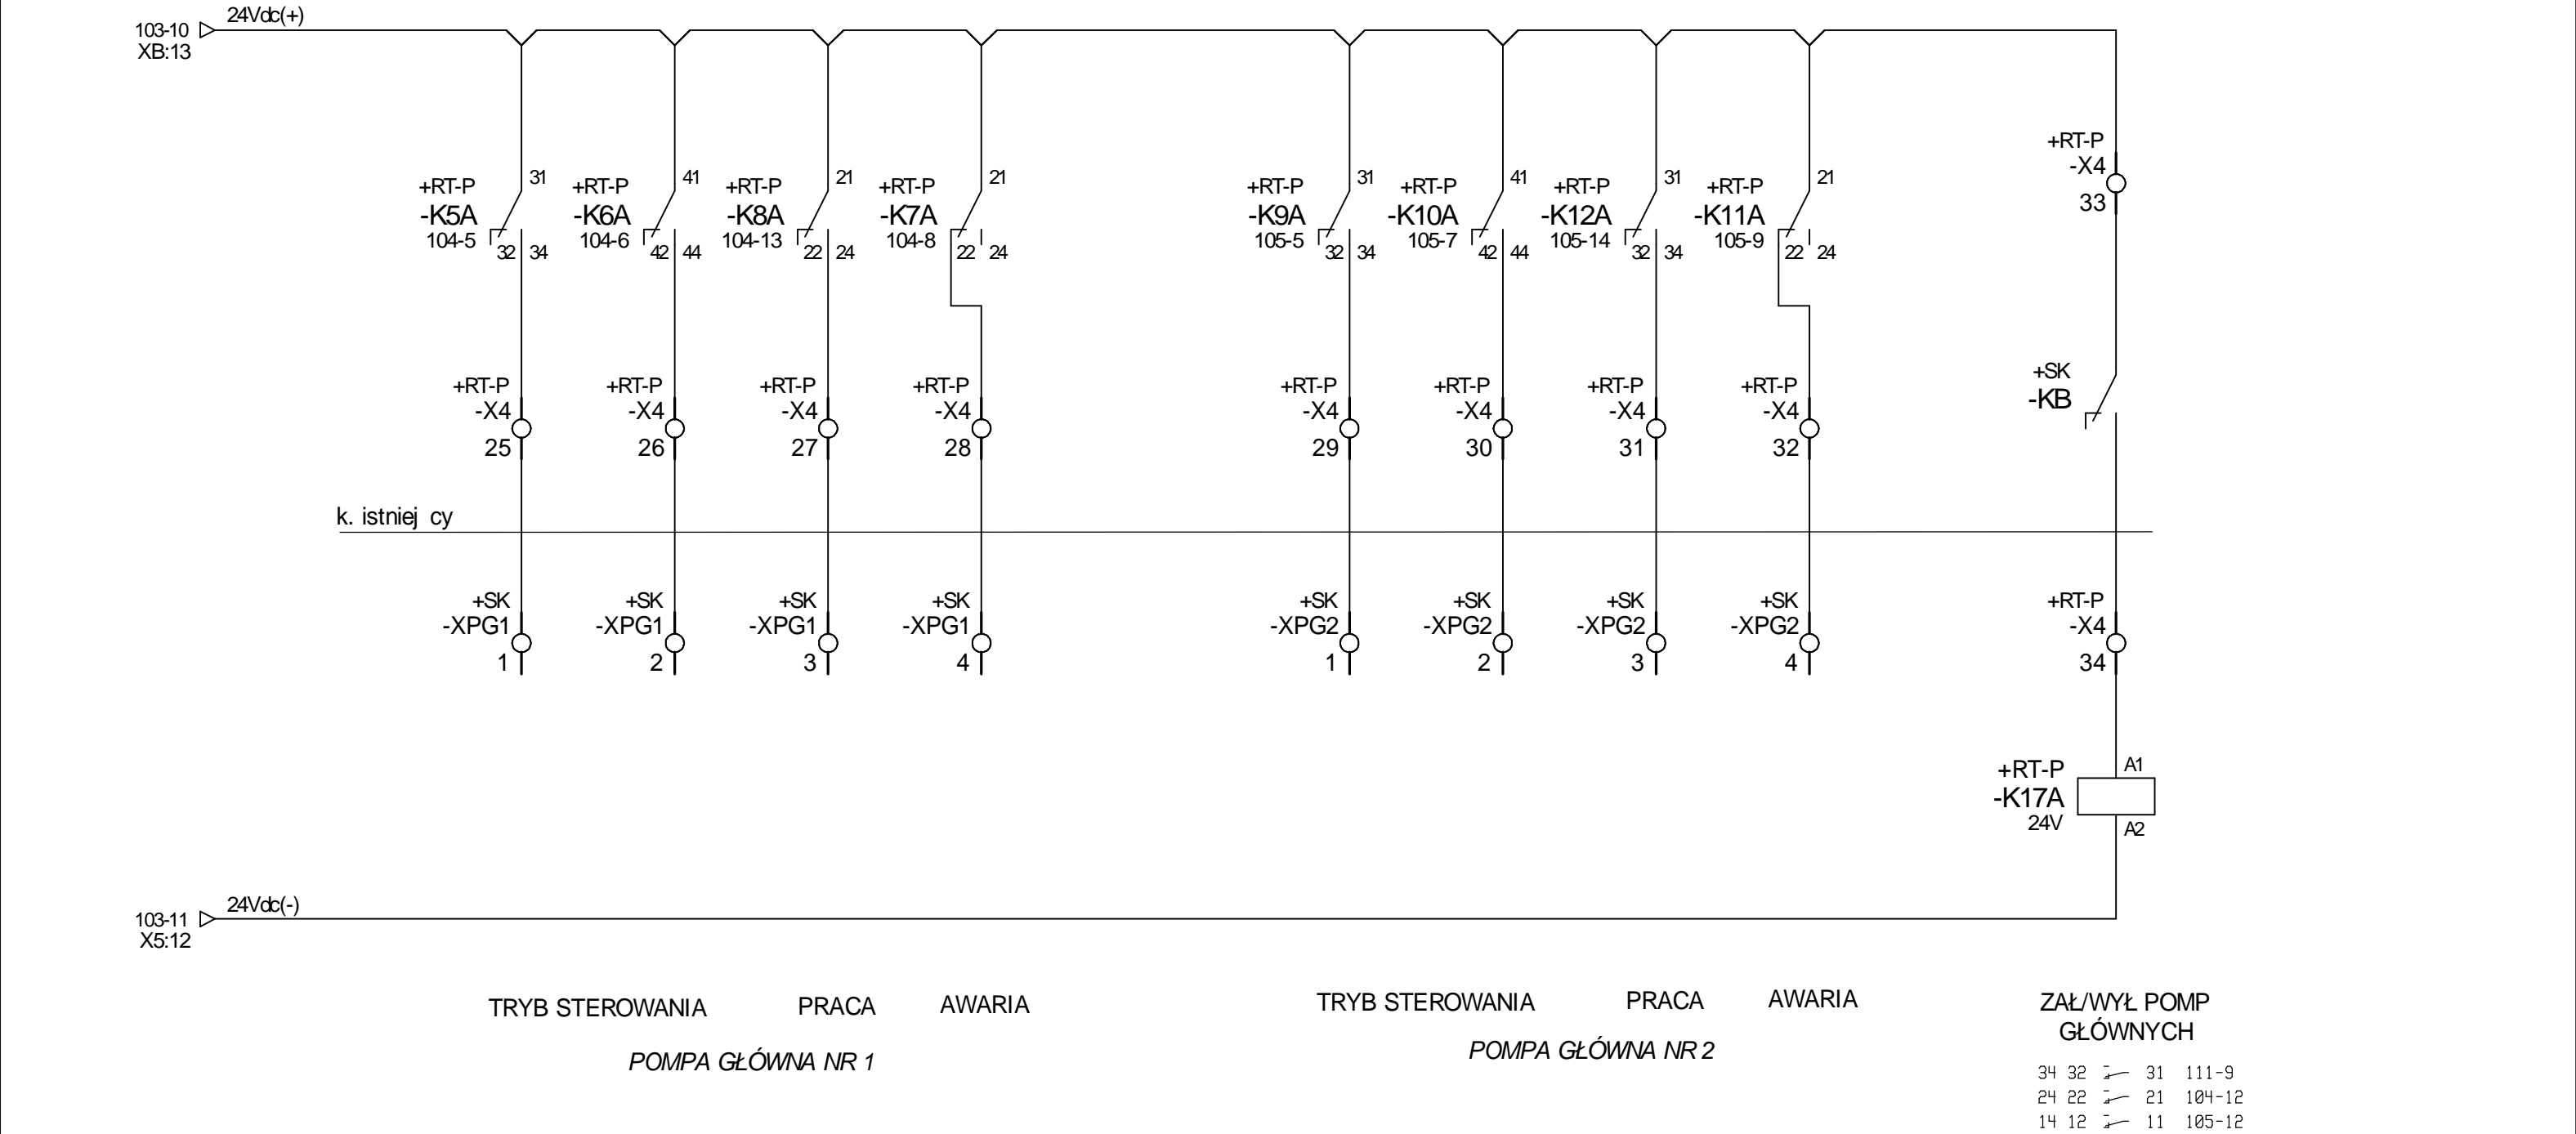 24Vdc(+)
103-10
XB:13
+RT-P
-K5A
104-5
31
32 34
+RT-P
-K6A
104-6
41
42 44
+RT-P
-K8A
104-13
21
22 24
+RT-P
-K7A
104-8
21
22 24
+RT-P
-K9A
105-5
31
32 34
+RT-P
-K10A
105-7
41
42 44
+RT-P
-K12A
105-14
31
32 34
+RT-P
-K11A
105-9
21
22 24
+RT-P
-X4
33
+RT-P
-X4
25
+RT-P
-X4
26
+RT-P
-X4
27
+RT-P
-X4
28
+RT-P
-X4
29
+RT-P
-X4
30
+RT-P
-X4
31
+RT-P
-X4
32
+SK
-KB
k. istniej cy
+SK
-XPG1
1
+SK
-XPG1
2
+SK
-XPG1
3
+SK
-XPG1
4
+SK
-XPG2
1
+SK
-XPG2
2
+SK
-XPG2
3
+SK
-XPG2
4
+RT-P
-X4
34
+RT-P
-K17A
24V
A1
A2
24Vdc(-)
103-11
X5:12
TRYB STEROWANIA PRACA AWARIA
POMPA GŁÓWNA NR 1
TRYB STEROWANIA PRACA AWARIA
POMPA GŁÓWNA NR 2
ZAŁ/WYŁ POMP
GŁÓWNYCH
34 32 31 111-9
24 22 21 104-12
14 12 11 105-12